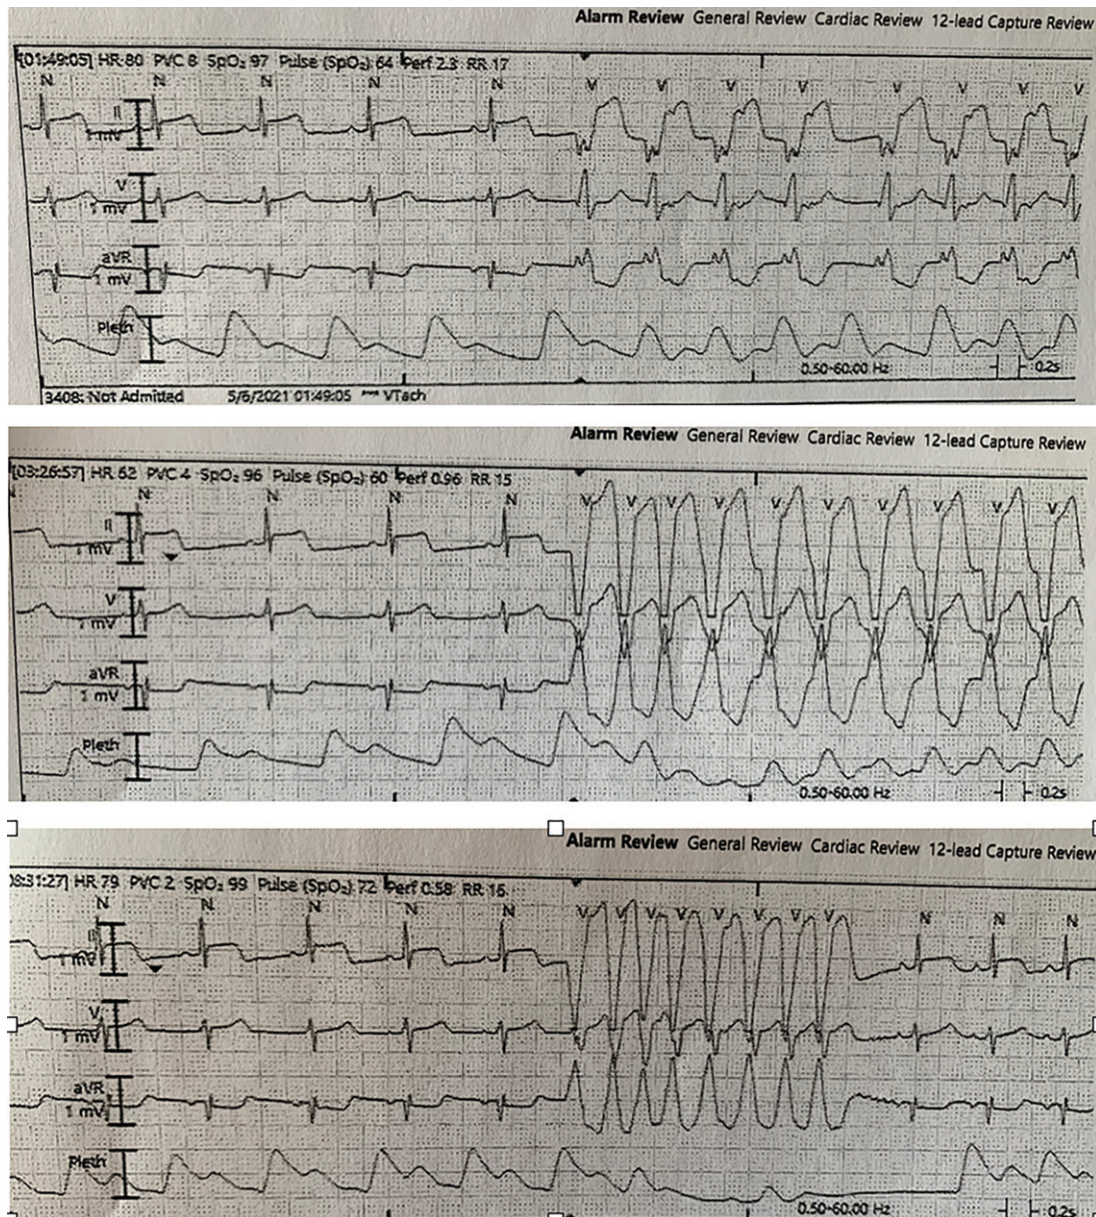 Alarm Review General Review Cardiac Review 12-lead Capture Review
[01:49:05] HR 80 PVC 8 SpO₂ 97 Pulse (SpO₂) 64 Perf 2.3 RR 17
N N N N N V V V V V V V V
II
1 mV
V
1 mV
aVR
1 mV
Pleth
0.50-60.00 Hz 0.2s
3408: Not Admitted 5/6/2021 01:49:05 *** VTach
Alarm Review General Review Cardiac Review 12-lead Capture Review
[03:26:57] HR 62 PVC 4 SpO₂ 96 Pulse (SpO₂) 60 Perf 0.96 RR 15
N N N N V V V V V V V V V V
II
1 mV
V
1 mV
aVR
1 mV
Pleth
0.50-60.00 Hz 0.2s
Alarm Review General Review Cardiac Review 12-lead Capture Review
:31:27] HR 79 PVC 2 SpO₂ 99 Pulse (SpO₂) 72 Perf 0.58 RR 16
N N N N N V V V V V V V V N N N
II
1 mV
V
1 mV
aVR
1 mV
Pleth
0.50-60.00 Hz 0.2s